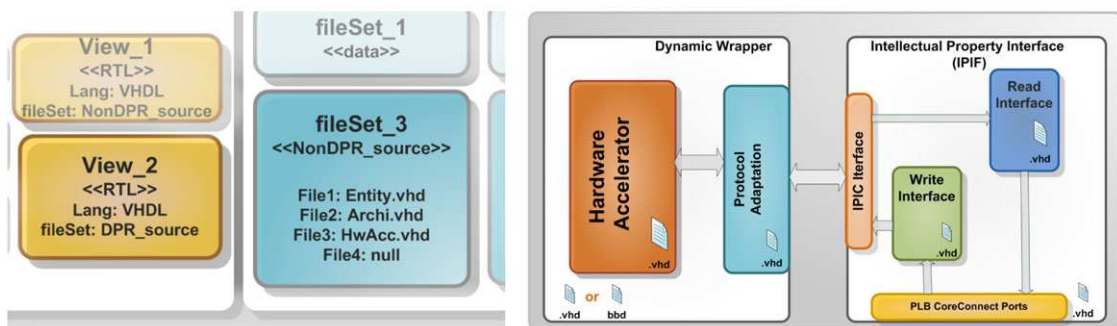 View_1
<<RTL>>
Lang: VHDL
fileSet: NonDPR_source
View_2
<<RTL>>
Lang: VHDL
fileSet: DPR_source
fileSet_1
<<data>>
fileSet_3
<<NonDPR_source>>
File1: Entity.vhd
File2: Archi.vhd
File3: HwAcc.vhd
File4: null
Dynamic Wrapper
Hardware
Accelerator
.vhd
Protocol
Adaptation
.vhd
or
.vhd
bbd
Intellectual Property Interface
(IPIF)
IPIC Iterface
Read
Interface
.vhd
Write
Interface
.vhd
PLB CoreConnect Ports
.vhd